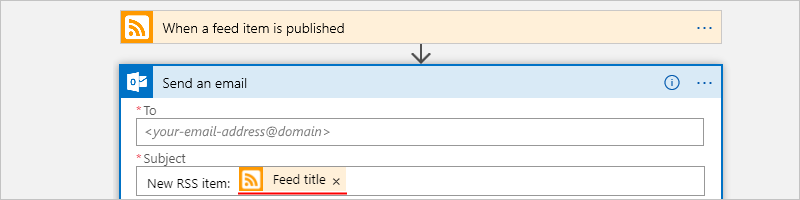 When a feed item is published
Send an email
*To
<your-email-address@domain>
*Subject
New RSS item: Feed title ×